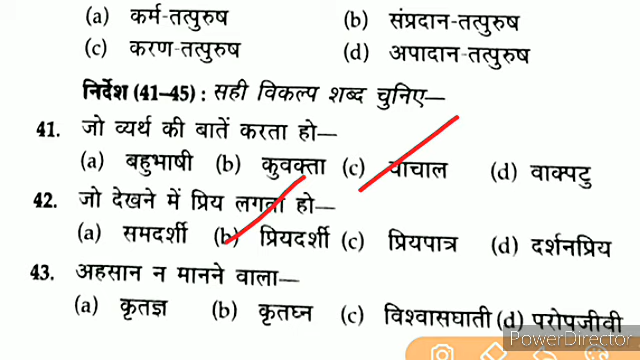 (a) कर्म-तत्पुरुष (b) संप्रदान-तत्पुरुष
(c) करण-तत्पुरुष (d) अपादान-तत्पुरुष
निर्देश (41–45) : सही विकल्प शब्द चुनिए—
41. जो व्यर्थ की बातें करता हो—
(a) बहुभाषी (b) कुवक्ता (c) वाचाल (d) वाक्पटु
42. जो देखने में प्रिय लगता हो—
(a) समदर्शी (b) प्रियदर्शी (c) प्रियपात्र (d) दर्शनप्रिय
43. अहसान न मानने वाला—
(a) कृतज्ञ (b) कृतघ्न (c) विश्वासघाती (d) परोपजीवी
PowerDirector